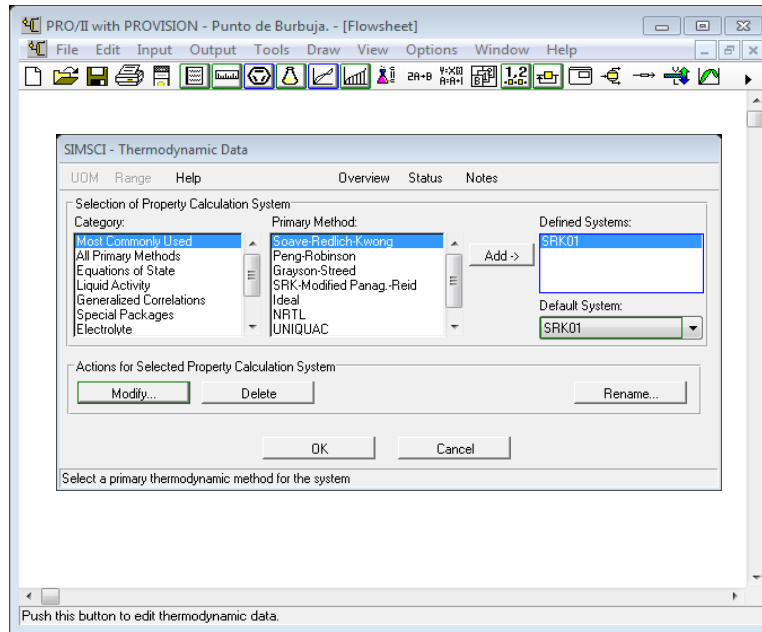 PRO/II with PROVISION - Punto de Burbuja. - [Flowsheet]
File Edit Input Output Tools Draw View Options Window Help
SIMSCI - Thermodynamic Data
UOM Range Help Overview Status Notes
Selection of Property Calculation System
Category: Primary Method: Defined Systems:
Most Commonly Used Soave-Redlich-Kwong SRK01
All Primary Methods Peng-Robinson Add ->
Equations of State Grayson-Streed
Liquid Activity SRK-Modified Panag.-Reid
Generalized Correlations Ideal Default System:
Special Packages NRTL SRK01
Electrolyte UNIQUAC
Actions for Selected Property Calculation System
Modify... Delete Rename...
OK Cancel
Select a primary thermodynamic method for the system
Push this button to edit thermodynamic data.